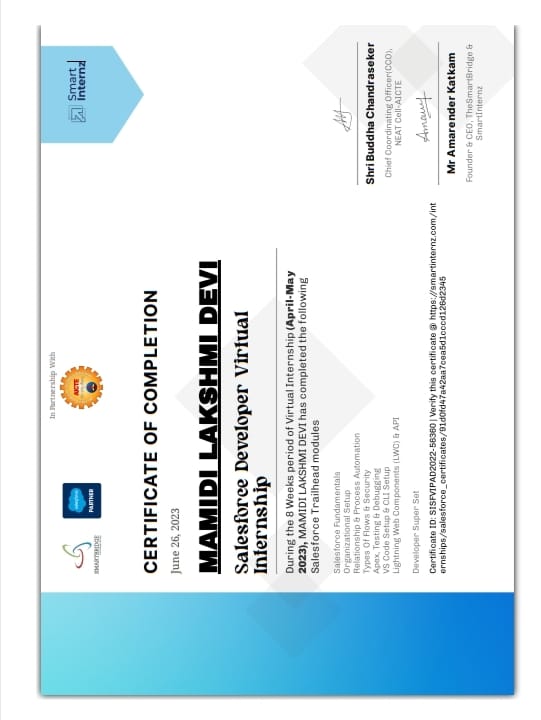 In Partnership With
SMARTBRIDGE
salesforce
PARTNER
AICTE
Smart
Internz
CERTIFICATE OF COMPLETION
June 26, 2023
MAMIDI LAKSHMI DEVI
Salesforce Developer Virtual
Internship
During the 8 Weeks period of Virtual Internship (April-May
2023), MAMIDI LAKSHMI DEVI has completed the following
Salesforce Trailhead modules
Salesforce Fundamentals
Organizational Setup
Relationship & Process Automation
Types Of Flows & Security
Apex, Testing & Debugging
VS Code Setup & CLI Setup
Lightning Web Components (LWC) & API
Developer Super Set
Certificate ID: SISFVIPAD2022-56360 | Verify this certificate @ https://smartinternz.com/int
ernships/salesforce_certificates/91d0fd47a42aa7cea5d1cccd126d2345
Shri Buddha Chandraseker
Chief Coordinating Officer(CCO),
NEAT Cell-AICTE
Mr Amarender Katkam
Founder & CEO, TheSmartBridge &
SmartInternz